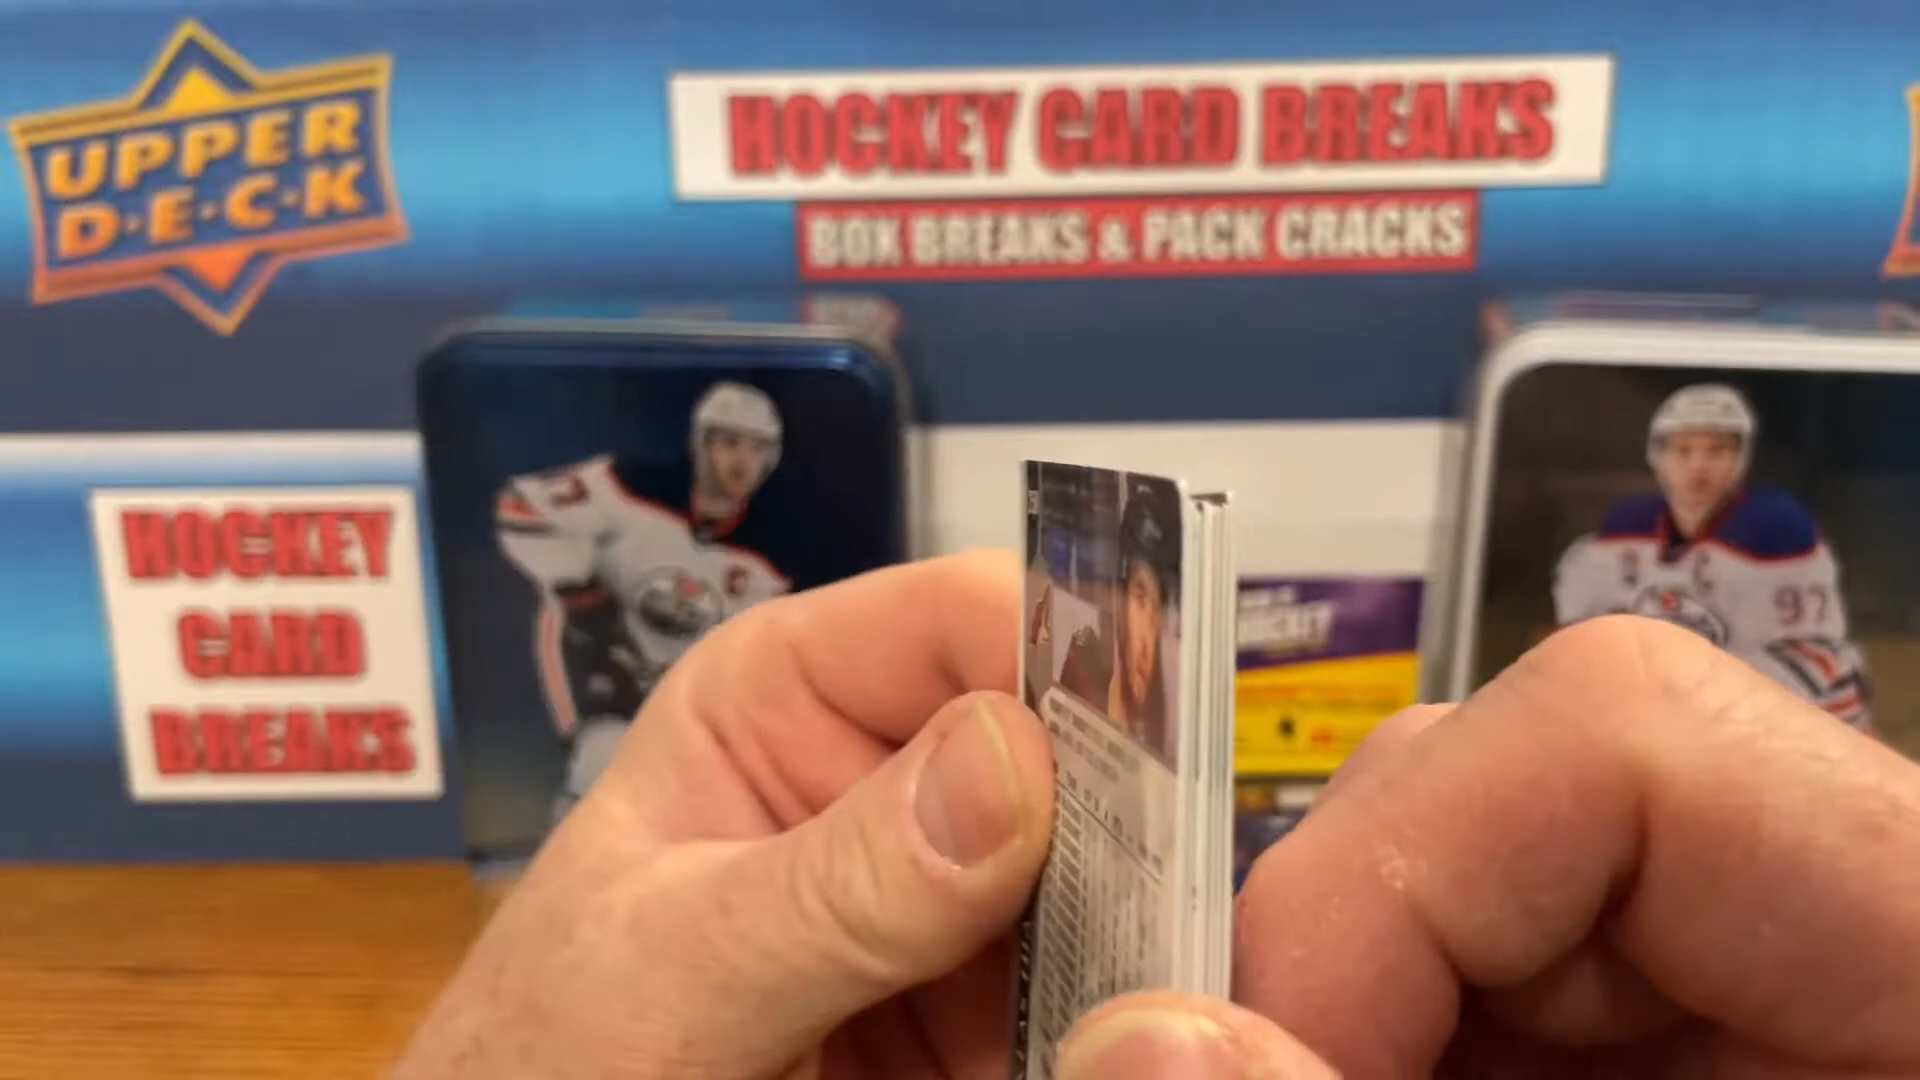 UPPER
D·E·C·K
HOCKEY CARD BREAKS
BOX BREAKS & PACK CRACKS
HOCKEY
CARD
BREAKS
97